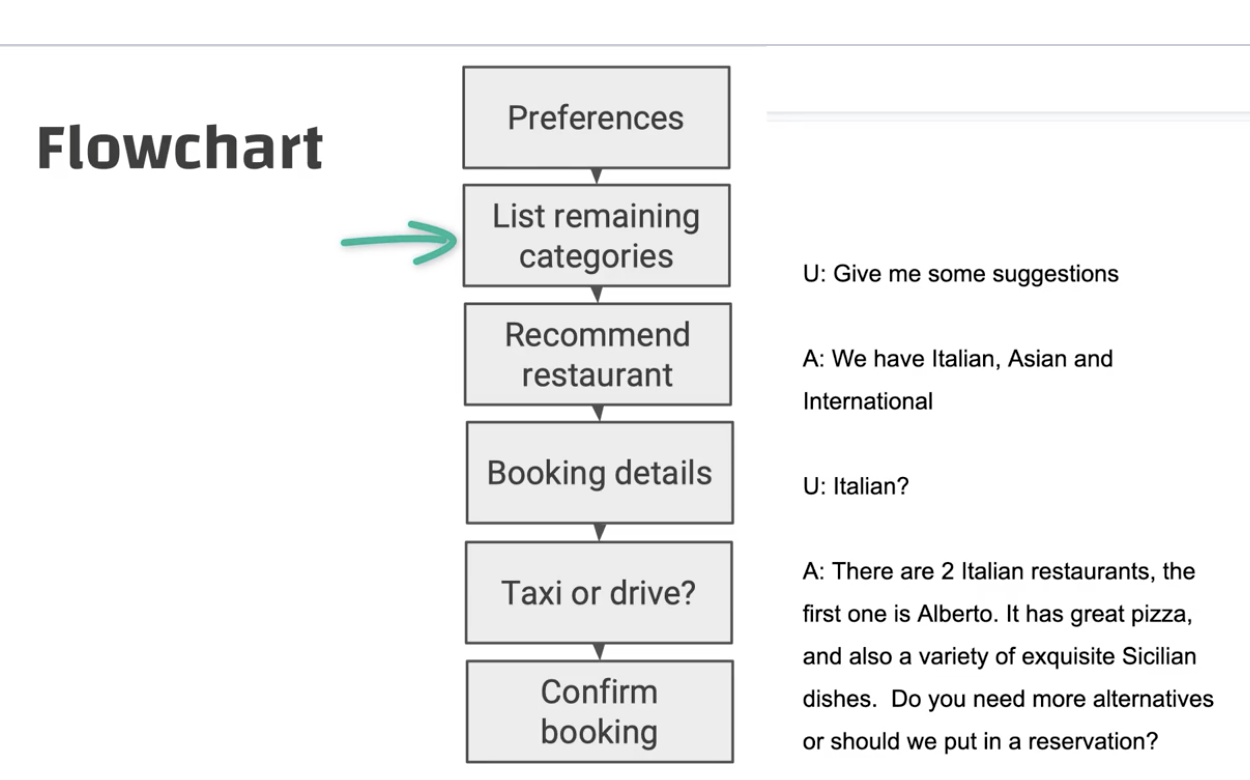 Flowchart
Preferences
List remaining
categories
Recommend
restaurant
Booking details
Taxi or drive?
Confirm
booking
U: Give me some suggestions
A: We have Italian, Asian and
International
U: Italian?
A: There are 2 Italian restaurants, the
first one is Alberto. It has great pizza,
and also a variety of exquisite Sicilian
dishes.  Do you need more alternatives
or should we put in a reservation?